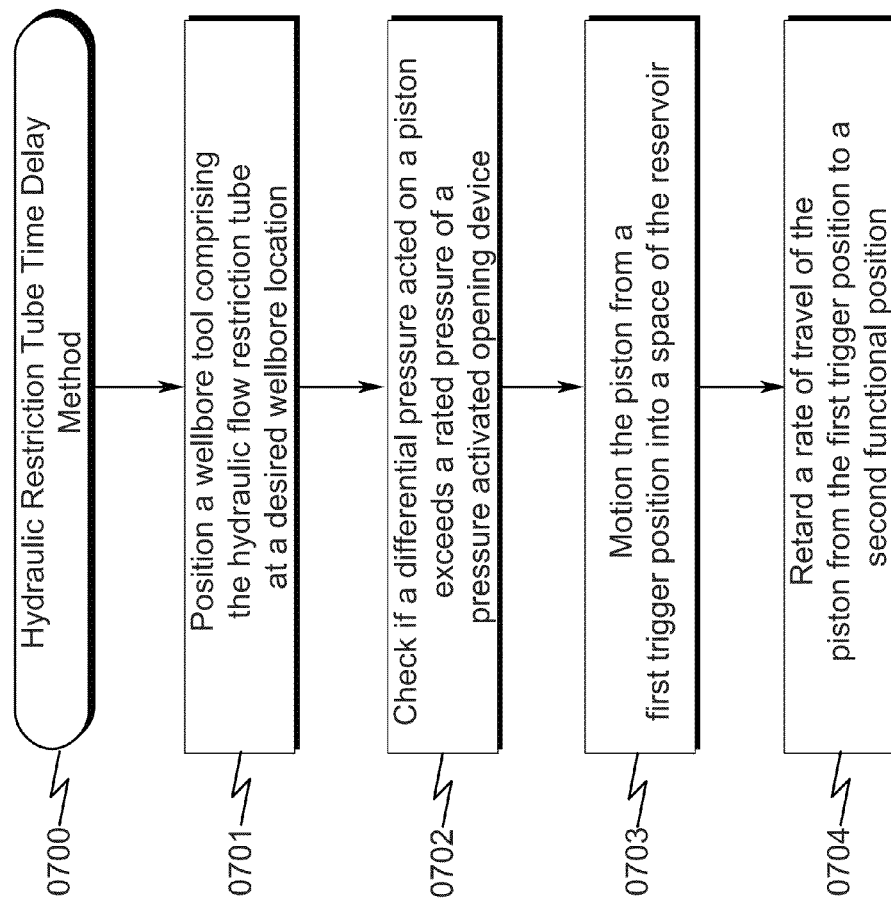 0700
Hydraulic Restriction Tube Time Delay
Method
0701
Position a wellbore tool comprising
the hydraulic flow restriction tube
at a desired wellbore location
0702
Check if a differential pressure acted on a piston
exceeds a rated pressure of a
pressure activated opening device
0703
Motion the piston from a
first trigger position into a space of the reservoir
0704
Retard a rate of travel of the
piston from the first trigger position to a
second functional position